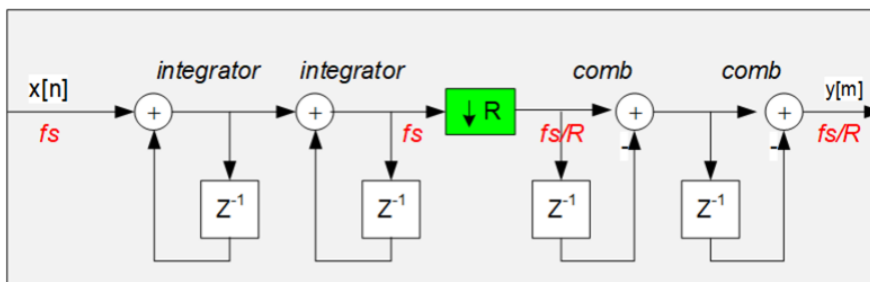 integrator integrator comb comb
x[n] y[m]
+ + ↓ R + +
fs fs fs/R - - fs/R
Z-1 Z-1 Z-1 Z-1